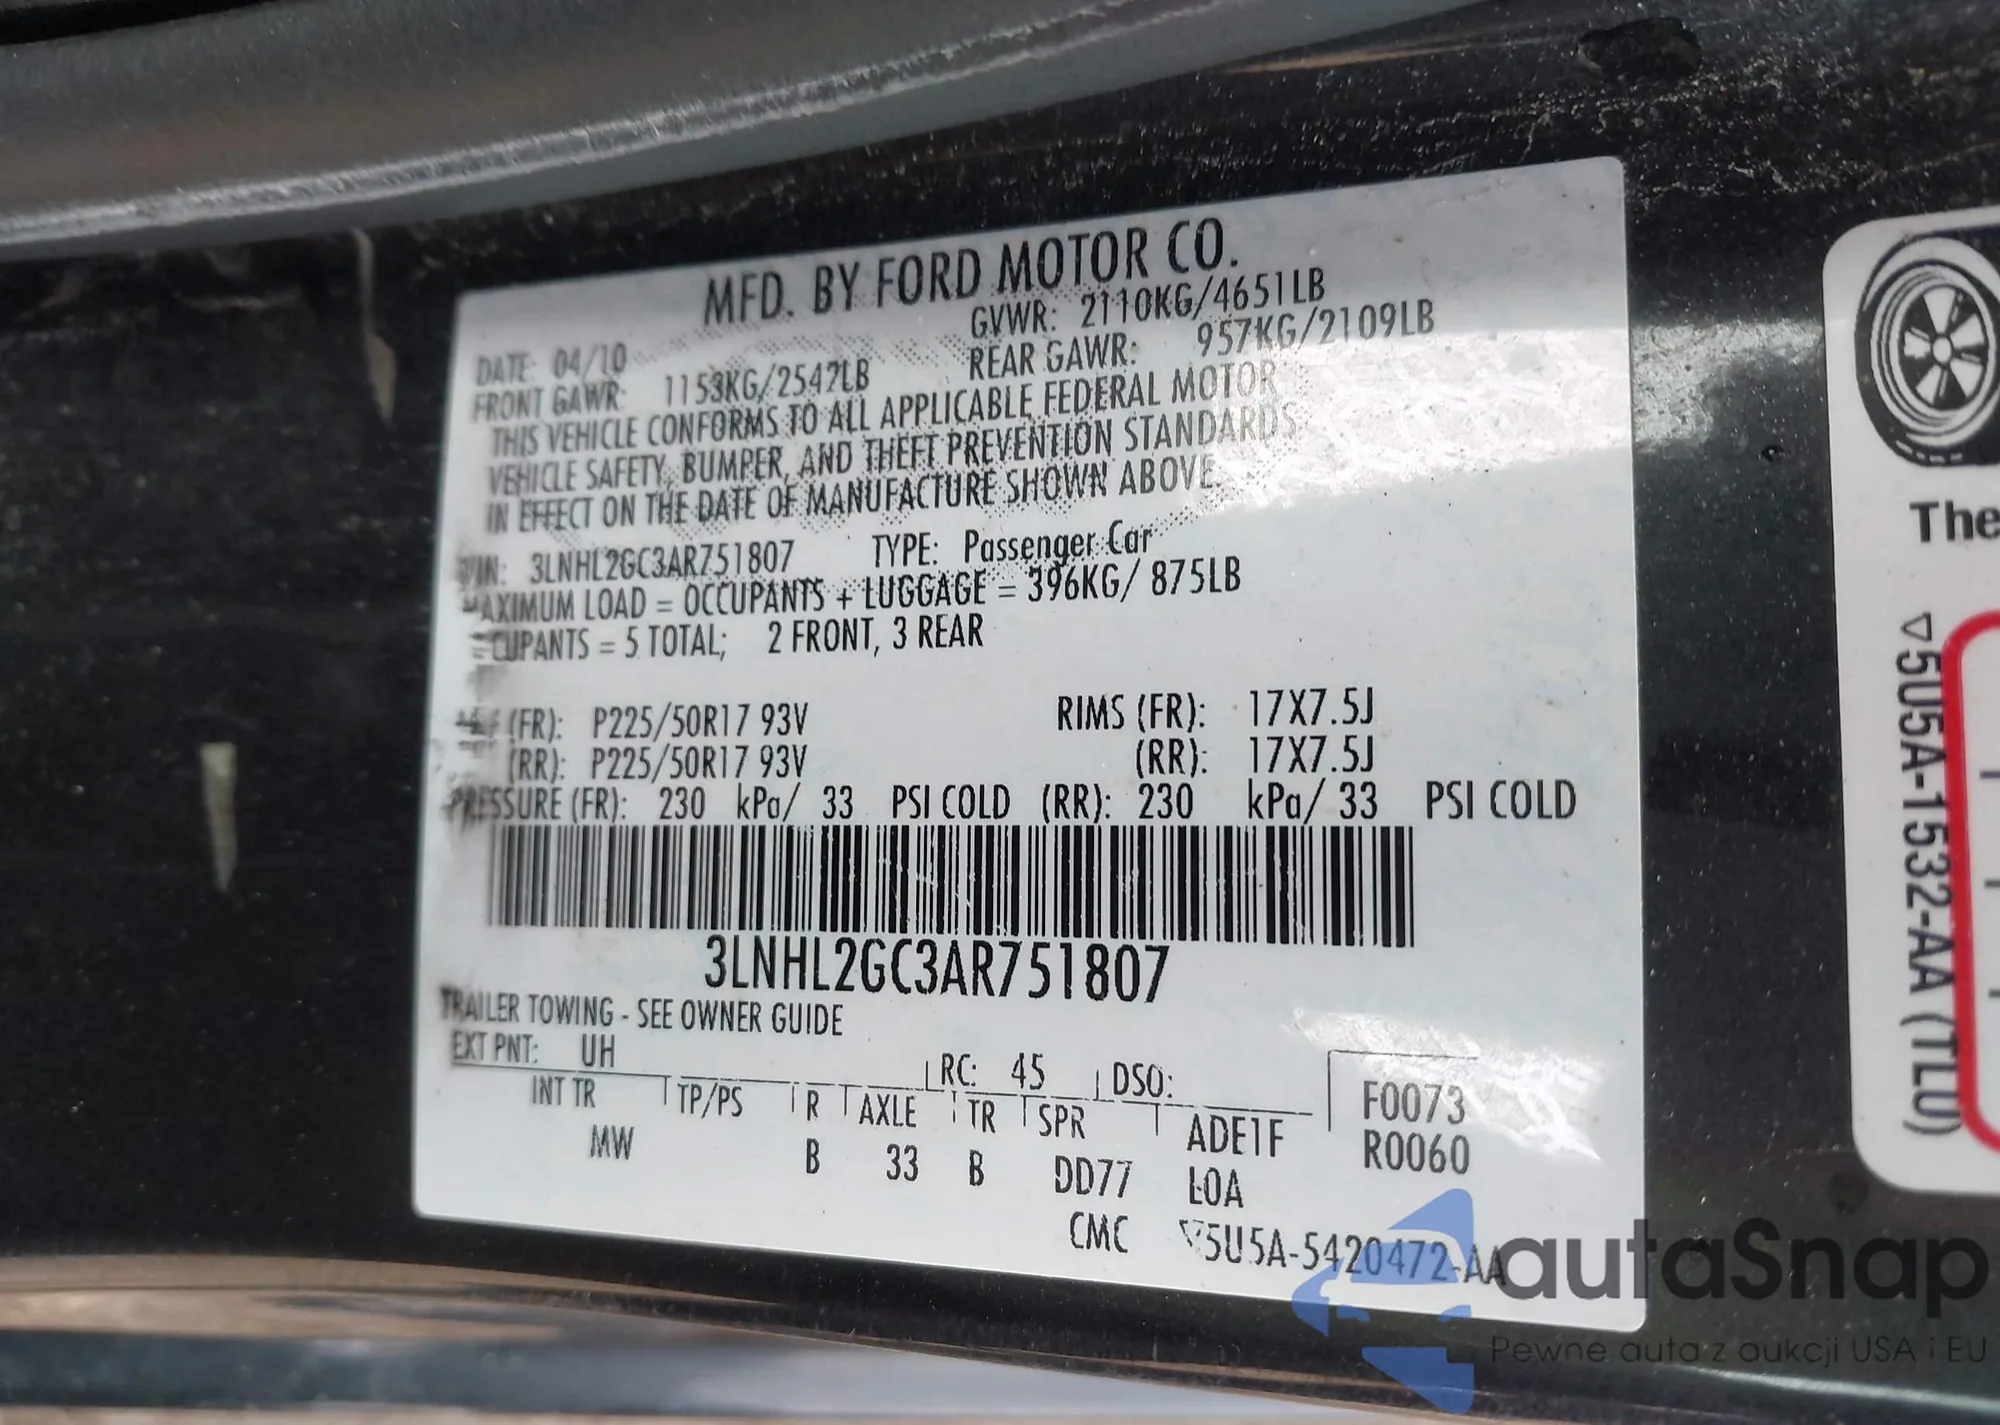 MFD. BY FORD MOTOR CO.
DATE: 04/10 GVWR: 2110KG/4651LB
FRONT GAWR: 1153KG/2542LB REAR GAWR: 957KG/2109LB
THIS VEHICLE CONFORMS TO ALL APPLICABLE FEDERAL MOTOR
VEHICLE SAFETY, BUMPER, AND THEFT PREVENTION STANDARDS
IN EFFECT ON THE DATE OF MANUFACTURE SHOWN ABOVE.
VIN: 3LNHL2GC3AR751807 TYPE: Passenger Car
MAXIMUM LOAD = OCCUPANTS + LUGGAGE = 396KG/ 875LB
CUPANTS = 5 TOTAL; 2 FRONT, 3 REAR
(FR): P225/50R17 93V RIMS (FR): 17X7.5J
(RR): P225/50R17 93V (RR): 17X7.5J
PRESSURE (FR): 230 kPa/ 33 PSI COLD (RR): 230 kPa/ 33 PSI COLD
3LNHL2GC3AR751807
TRAILER TOWING - SEE OWNER GUIDE
EXT PNT: UH RC: 45 DSO: F0073
INT TR TP/PS R AXLE TR SPR ADE1F R0060
MW B 33 B DD77 LOA
CMC ▽5U5A-5420472-AA
The
▽5U5A-1532-AA (TLU)
autaSnap
Pewne auta z aukcji USA i EU